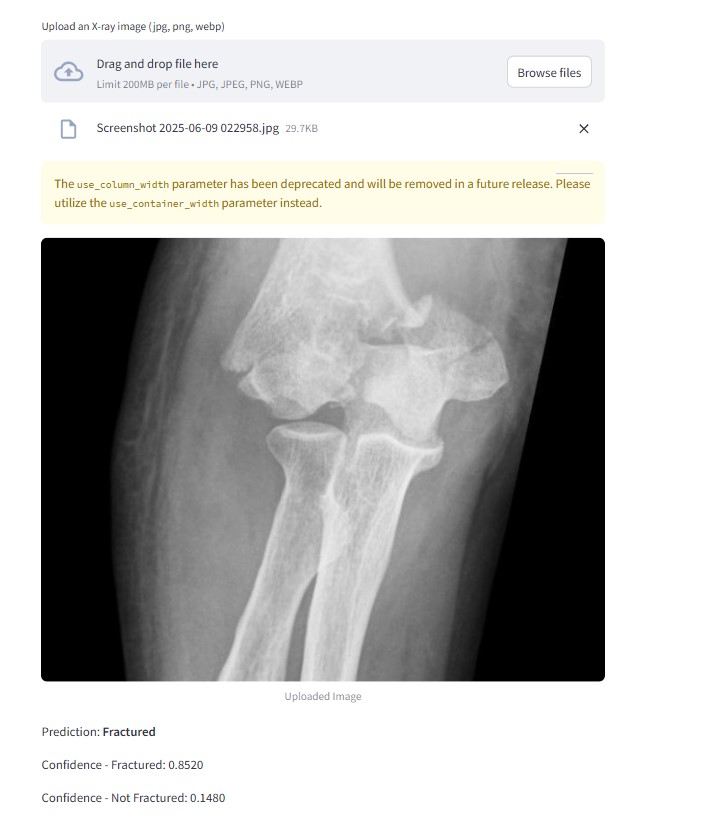 Upload an X-ray image (jpg, png, webp)
Drag and drop file here
Limit 200MB per file • JPG, JPEG, PNG, WEBP
Browse files
Screenshot 2025-06-09 022958.jpg 29.7KB
The use_column_width parameter has been deprecated and will be removed in a future release. Please
utilize the use_container_width parameter instead.
Uploaded Image
Prediction: Fractured
Confidence - Fractured: 0.8520
Confidence - Not Fractured: 0.1480